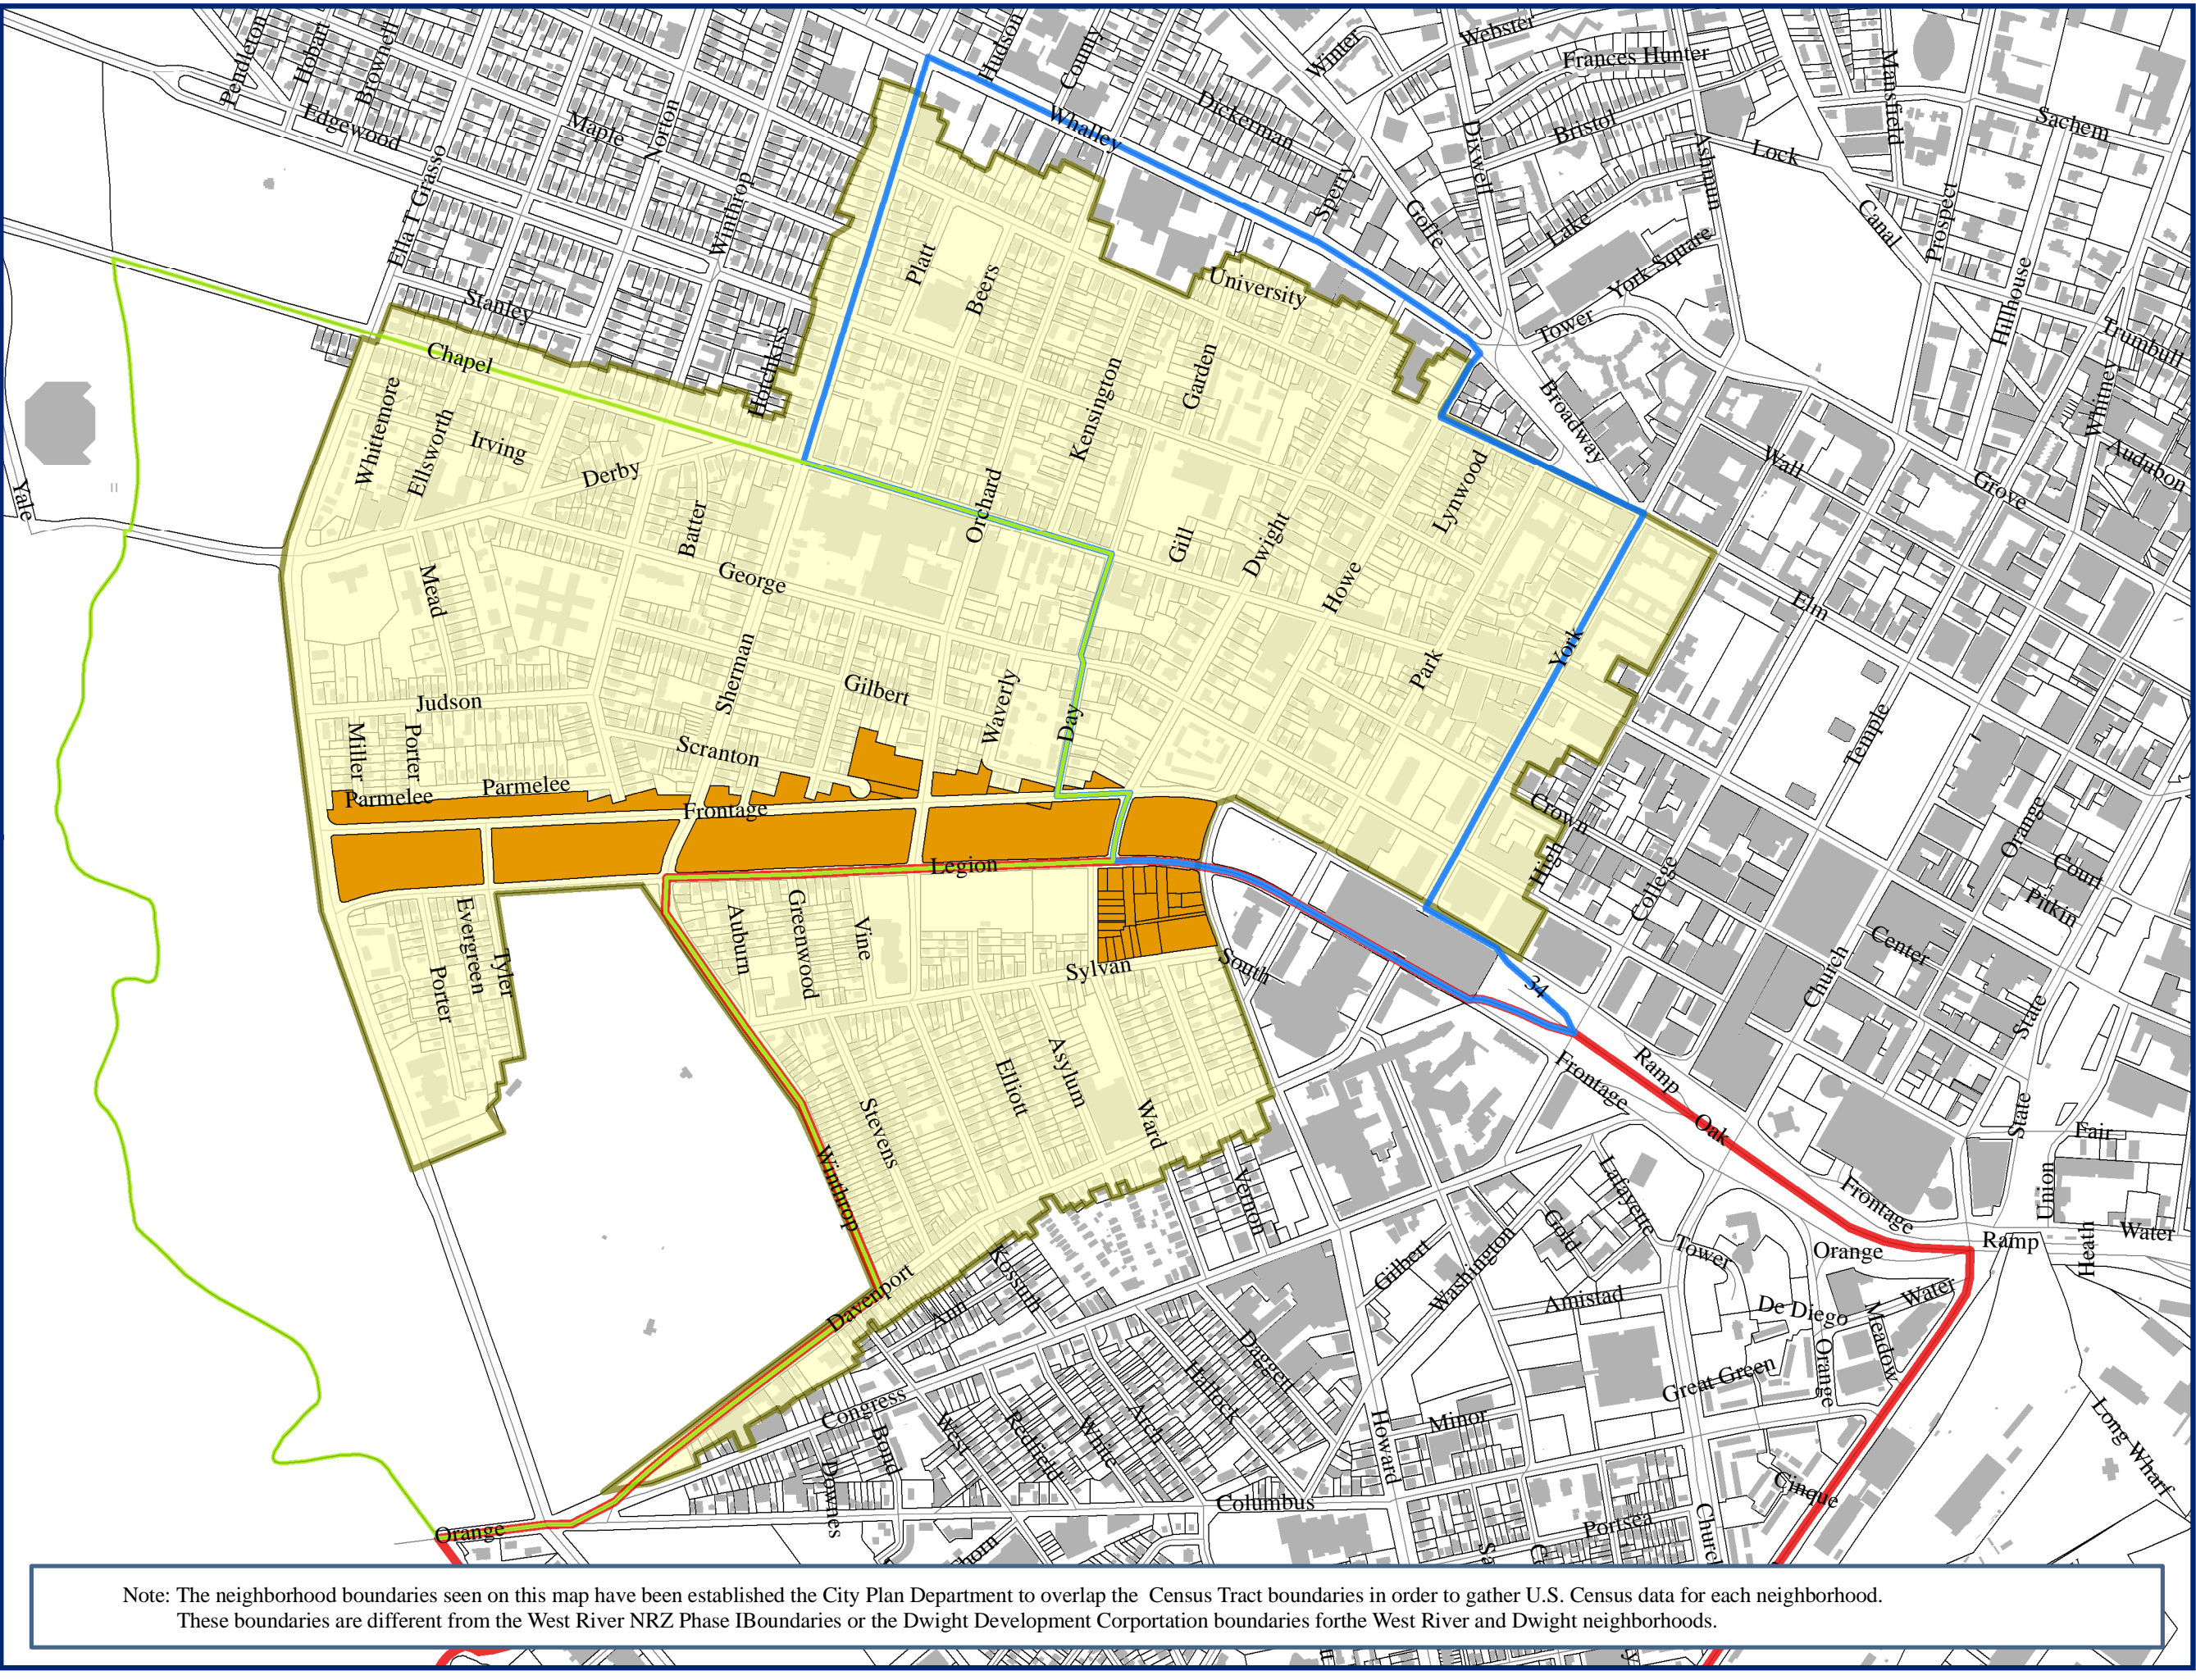 Pendleton
Hobart
Brownell
Hudson
County
Winter
Webster
Frances Hunter
Mansfield
Edgewood
Maple
Norton
Whalley
Dickerman
Dixwell
Bristol
Ashmun
Lock
Sachem
Ella T Grasso
Winthrop
Sperry
Goffe
Lake
York Square
Canal
Prospect
Stanley
Platt
Beers
University
Tower
Hillhouse
Trumbull
Chapel
Hotchkiss
Kensington
Garden
Broadway
Whitney
Whittemore
Ellsworth
Irving
Derby
Lynwood
Wall
Grove
Audubon
Yale
Batter
Orchard
Gill
Dwight
Mead
George
Howe
Elm
Sherman
Gilbert
Waverly
Day
Park
York
Temple
Judson
Miller
Porter
Scranton
Parmelee
Parmelee
Frontage
Crown
High
Orange
Court
Legion
College
Pitkin
Evergreen
Tyler
Porter
Auburn
Greenwood
Vine
Sylvan
South
34
Church
Center
State
Elliott
Asylum
Stevens
Ward
Frontage
Ramp
Oak
State
Fair
Winthrop
Vernon
Lafayette
Gold
Frontage
Union
Heath
Water
Davenport
Ann
Kossuth
Gilbert
Washington
Tower
Orange
Ramp
Amistad
De Diego
Water
Meadow
Daggett
Hallock
Orange
Great Green
Congress
Bond
West
Redfield
White
Arch
Howard
Minor
Long Wharf
Downes
Columbus
Cinque
Portsea
Orange
Note: The neighborhood boundaries seen on this map have been established the City Plan Department to overlap the Census Tract boundaries in order to gather U.S. Census data for each neighborhood.
These boundaries are different from the West River NRZ Phase IBoundaries or the Dwight Development Corportation boundaries forthe West River and Dwight neighborhoods.